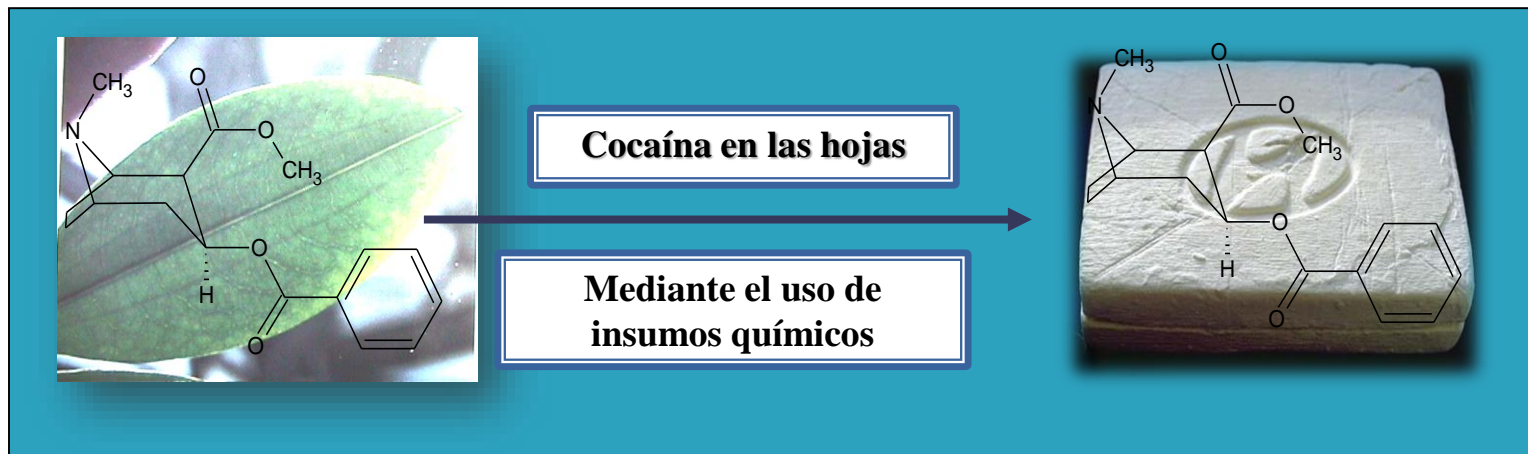 CH3
O
N
O
CH3
O
H
O
Cocaína en las hojas
Mediante el uso de
insumos químicos
CH3
O
N
O
CH3
O
H
O